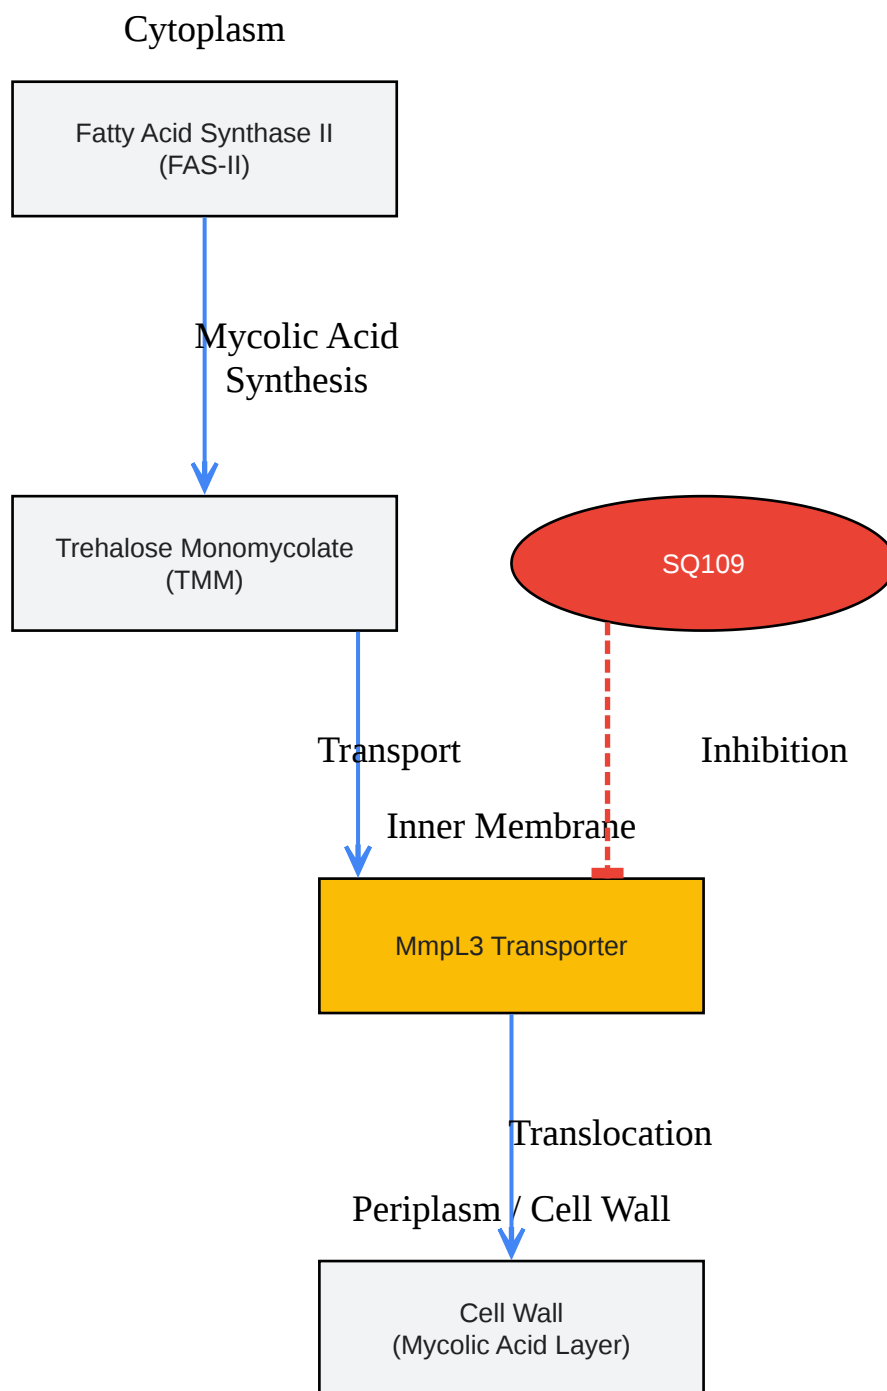 Cytoplasm
Fatty Acid Synthase II
(FAS-II)
Mycolic Acid
Synthesis
Trehalose Monomycolate
(TMM)
SQ109
Transport
Inhibition
Inner Membrane
MmpL3 Transporter
Translocation
Periplasm / Cell Wall
Cell Wall
(Mycolic Acid Layer)